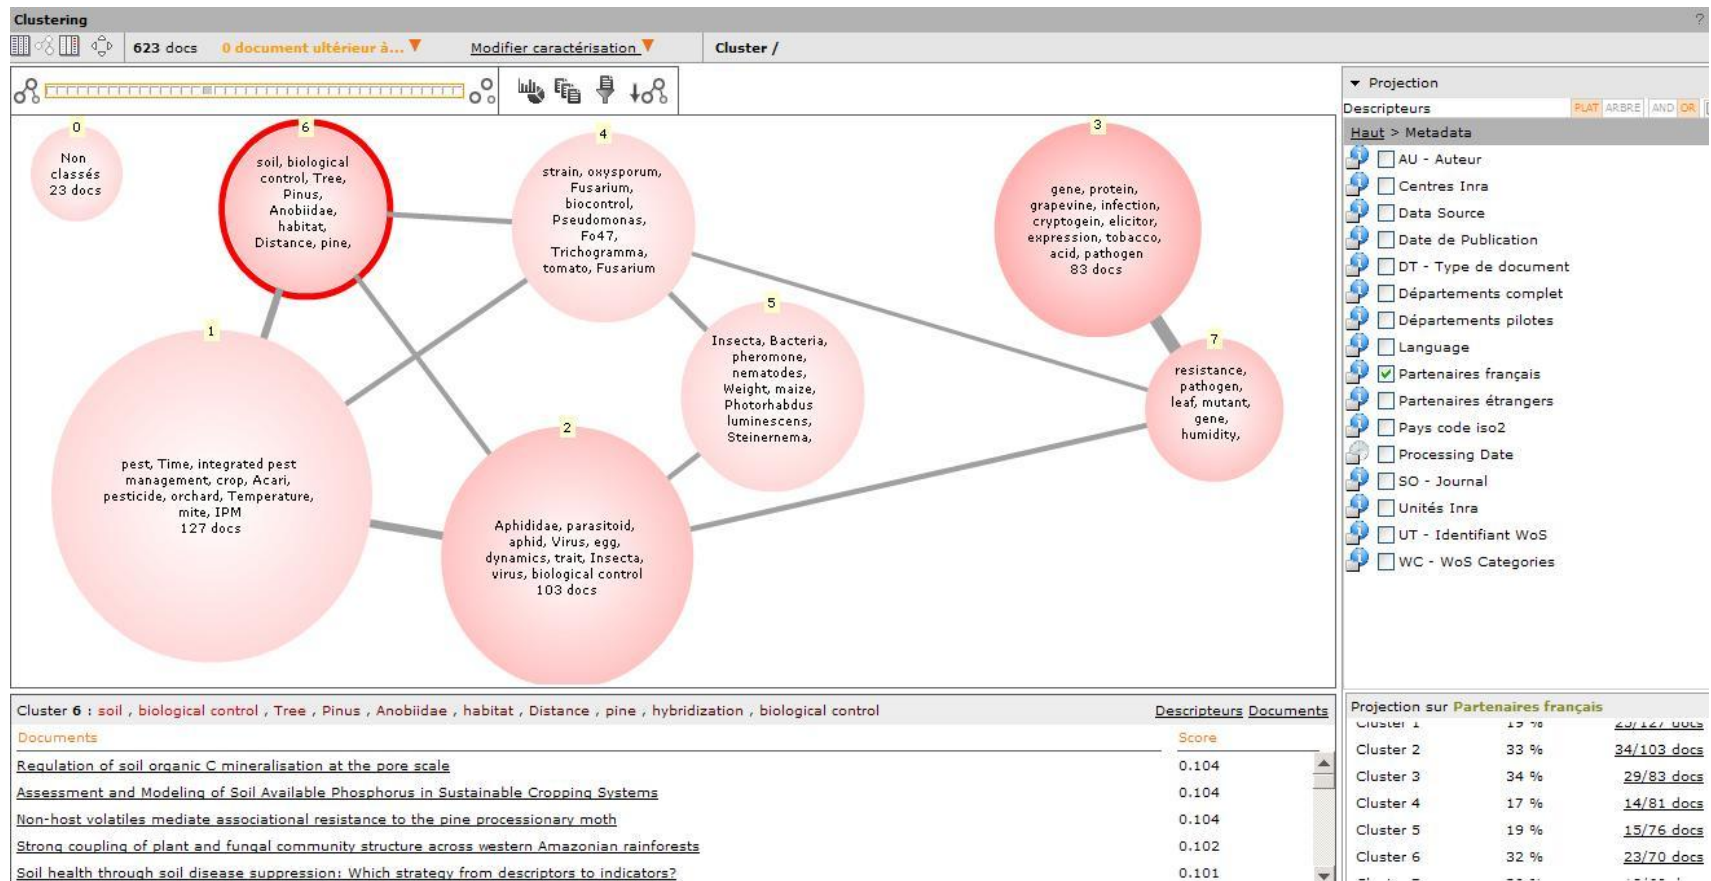 Clustering
?
623 docs
0 document ultérieur à...
Modifier caractérisation
Cluster /
0
Non
classés
23 docs
6
soil, biological
control, Tree,
Pinus,
Anobiidae,
habitat,
Distance, pine,
4
strain, oxysporum,
Fusarium,
biocontrol,
Pseudomonas,
Fo47,
Trichogramma,
tomato, Fusarium
3
gene, protein,
grapevine, infection,
cryptogein, elicitor,
expression, tobacco,
acid, pathogen
83 docs
5
Insecta, Bacteria,
pheromone,
nematodes,
Weight, maize,
Photorhabdus
luminescens,
Steinernema,
7
resistance,
pathogen,
leaf, mutant,
gene,
humidity,
1
pest, Time, integrated pest
management, crop, Acari,
pesticide, orchard, Temperature,
mite, IPM
127 docs
2
Aphididae, parasitoid,
aphid, Virus, egg,
dynamics, trait, Insecta,
virus, biological control
103 docs
Projection
Descripteurs PLAT ARBRE AND OR
Haut > Metadata
AU - Auteur
Centres Inra
Data Source
Date de Publication
DT - Type de document
Départements complet
Départements pilotes
Language
Partenaires français
Partenaires étrangers
Pays code iso2
Processing Date
SO - Journal
Unités Inra
UT - Identifiant WoS
WC - WoS Categories
Cluster 6 : soil , biological control , Tree , Pinus , Anobiidae , habitat , Distance , pine , hybridization , biological control
Descripteurs Documents
Documents Score
Regulation of soil organic C mineralisation at the pore scale 0.104
Assessment and Modeling of Soil Available Phosphorus in Sustainable Cropping Systems 0.104
Non-host volatiles mediate associational resistance to the pine processionary moth 0.104
Strong coupling of plant and fungal community structure across western Amazonian rainforests 0.102
Soil health through soil disease suppression: Which strategy from descriptors to indicators? 0.101
Projection sur Partenaires français
Cluster 1 19 % /127 docs
Cluster 2 33 % 34/103 docs
Cluster 3 34 % 29/83 docs
Cluster 4 17 % 14/81 docs
Cluster 5 19 % 15/76 docs
Cluster 6 32 % 23/70 docs